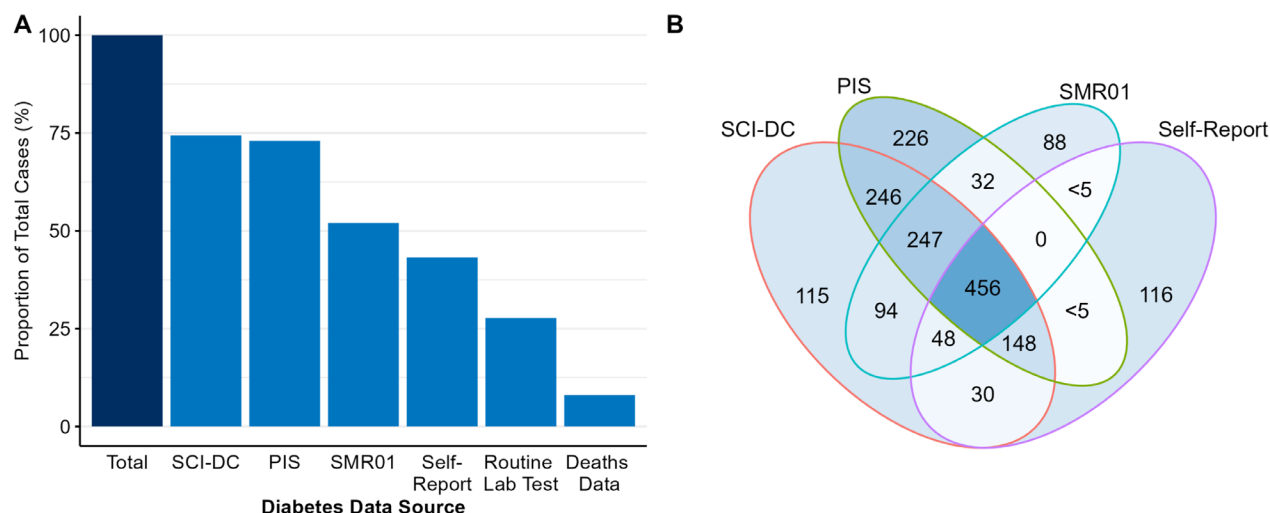 A
Proportion of Total Cases (%)
100
75
50
25
0
Total
SCI-DC
PIS
SMR01
Self-
Report
Routine
Lab Test
Deaths
Data
Diabetes Data Source
B
PIS
SMR01
SCI-DC
Self-Report
226
88
32
<5
246
247
0
456
115
94
<5
116
48
148
30